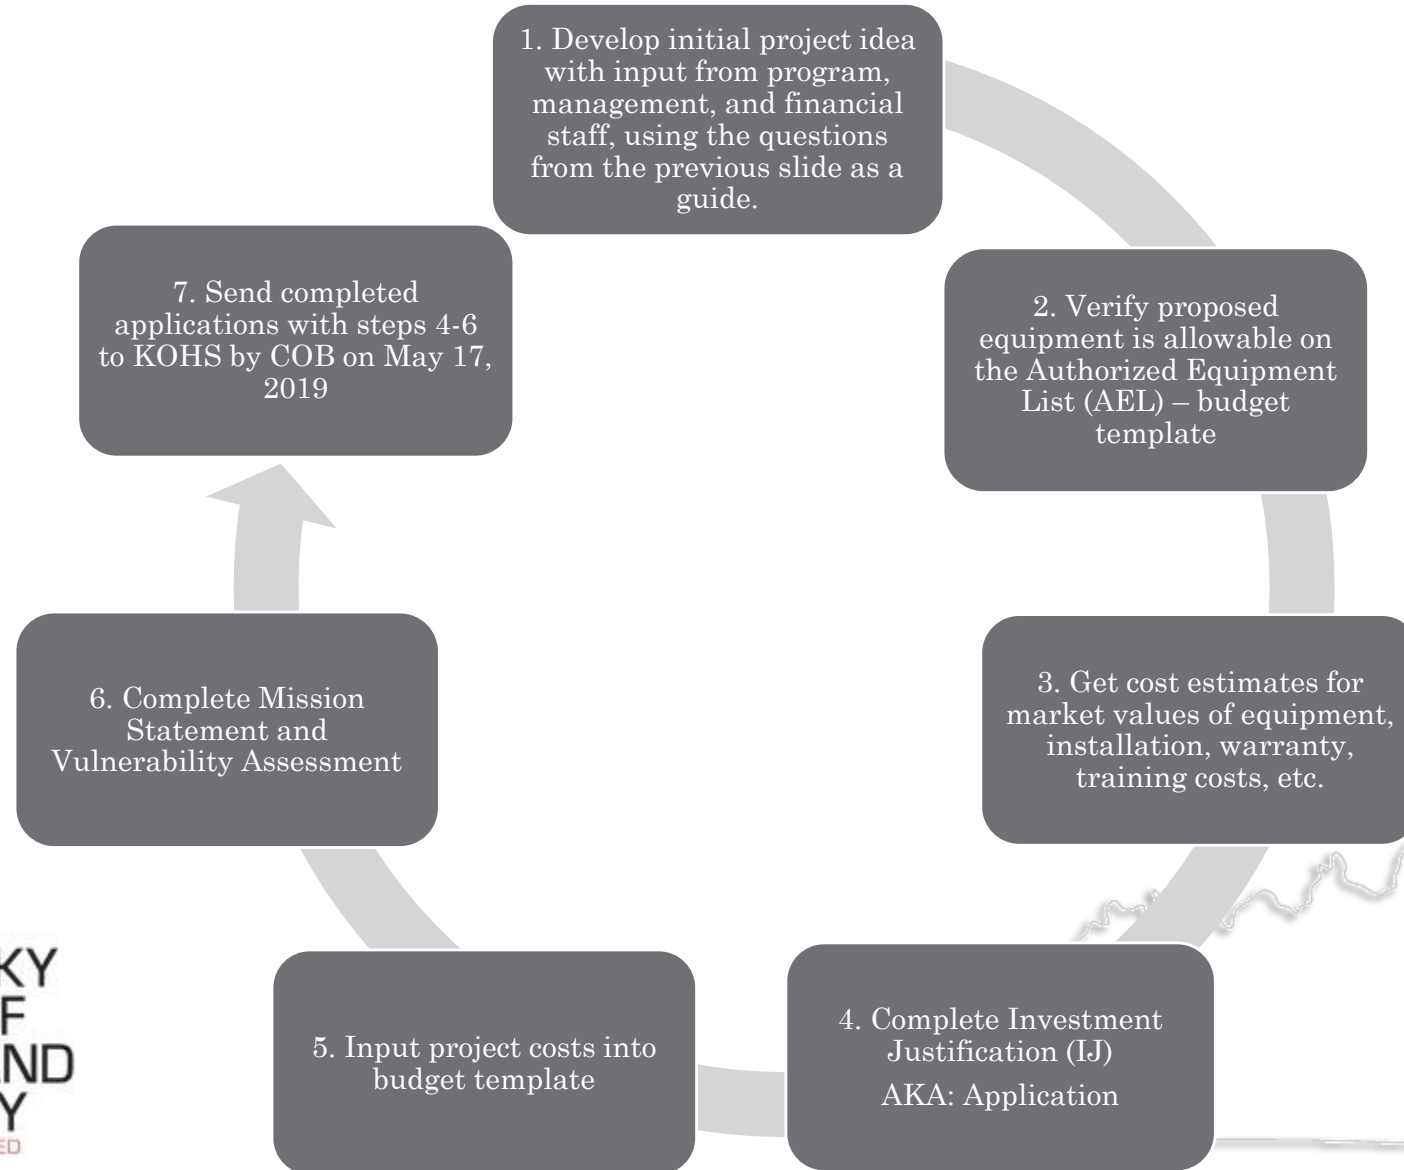 1. Develop initial project idea
with input from program,
management, and financial
staff, using the questions
from the previous slide as a
guide.
2. Verify proposed
equipment is allowable on
the Authorized Equipment
List (AEL) – budget
template
3. Get cost estimates for
market values of equipment,
installation, warranty,
training costs, etc.
4. Complete Investment
Justification (IJ)
AKA: Application
5. Input project costs into
budget template
6. Complete Mission
Statement and
Vulnerability Assessment
7. Send completed
applications with steps 4-6
to KOHS by COB on May 17,
2019
KY
F
ND
Y
ED